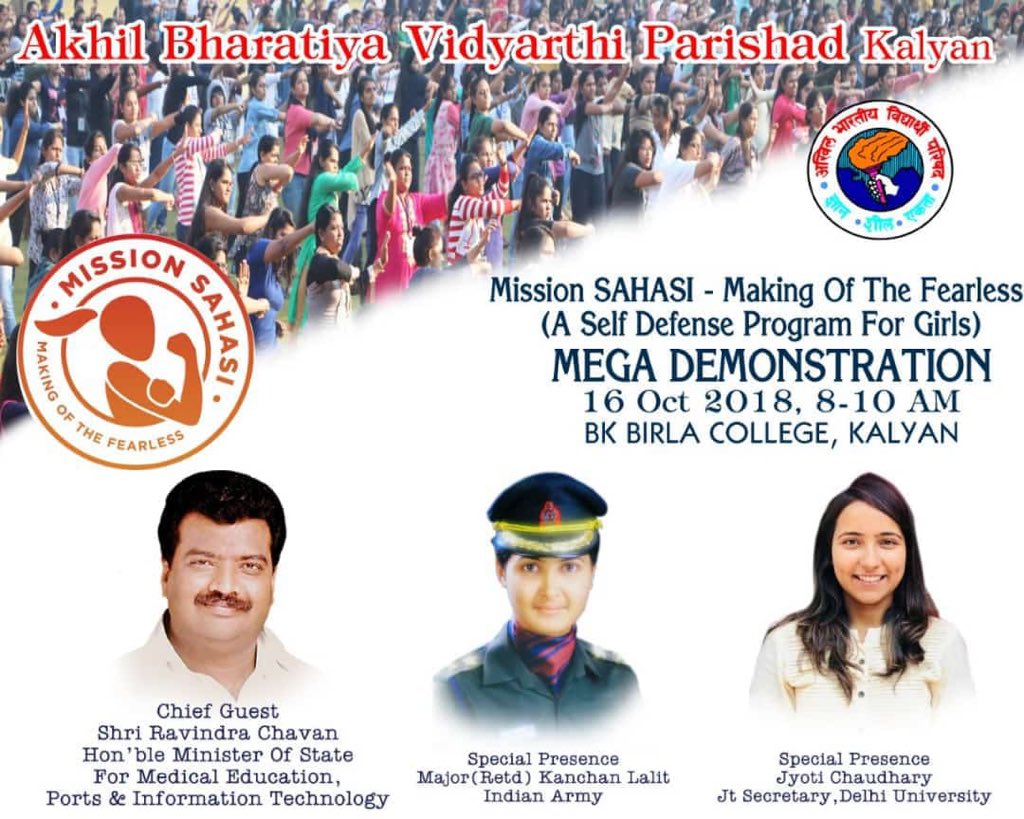 Akhil Bharatiya Vidyarthi Parishad Kalyan
अखिल भारतीय विद्यार्थी परिषद
ज्ञान • शील • एकता
• MISSION SAHASI •
MAKING OF THE FEARLESS
Mission SAHASI - Making Of The Fearless
(A Self Defense Program For Girls)
MEGA DEMONSTRATION
16 Oct 2018, 8-10 AM
BK BIRLA COLLEGE, KALYAN
Chief Guest
Shri Ravindra Chavan
Hon'ble Minister Of State
For Medical Education,
Ports & Information Technology
Special Presence
Major(Retd) Kanchan Lalit
Indian Army
Special Presence
Jyoti Chaudhary
Jt Secretary,Delhi University